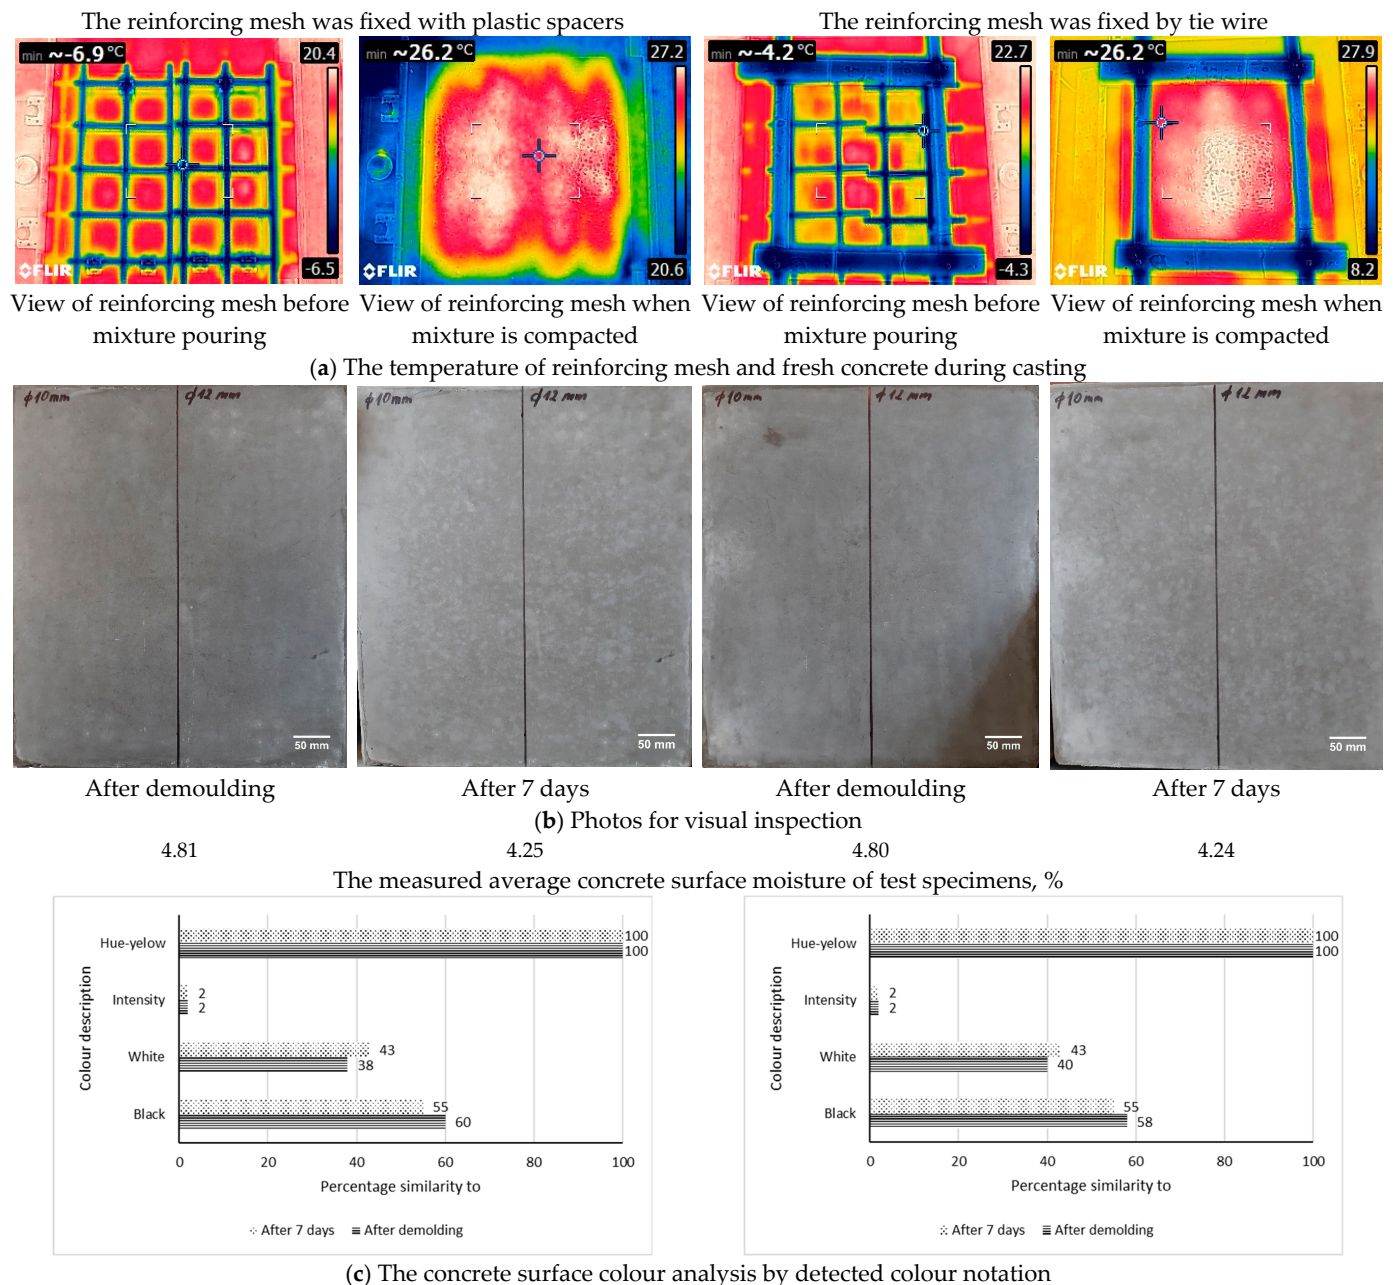 The reinforcing mesh was fixed with plastic spacers
The reinforcing mesh was fixed by tie wire
min ~-6.9 °C 20.4
-6.5
FLIR
min ~26.2 °C 27.2
20.6
FLIR
min ~-4.2 °C 22.7
-4.3
FLIR
min ~26.2 °C 27.9
8.2
FLIR
View of reinforcing mesh before
mixture pouring
View of reinforcing mesh when
mixture is compacted
View of reinforcing mesh before
mixture pouring
View of reinforcing mesh when
mixture is compacted
(a) The temperature of reinforcing mesh and fresh concrete during casting
ϕ10mm ϕ12mm
50 mm
ϕ10mm ϕ12mm
50 mm
ϕ10mm ϕ12mm
50 mm
ϕ10mm ϕ12mm
50 mm
After demoulding
After 7 days
After demoulding
After 7 days
(b) Photos for visual inspection
4.81 4.25 4.80 4.24
The measured average concrete surface moisture of test specimens, %
Colour description
Hue-yelow 100
100
Intensity 2
2
White 43
38
Black 55
60
0 20 40 60 80 100
Percentage similarity to
After 7 days After demolding
Colour description
Hue-yelow 100
100
Intensity 2
2
White 43
40
Black 55
58
0 20 40 60 80 100
Percentage similarity to
After 7 days After demolding
(c) The concrete surface colour analysis by detected colour notation